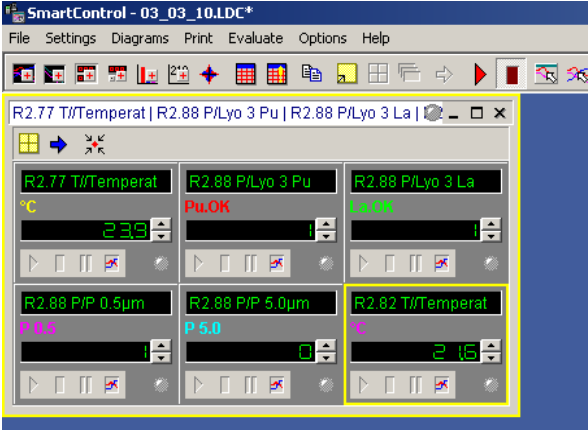 SmartControl - 03_03_10.LDC*
File Settings Diagrams Print Evaluate Options Help
R2.77 T//Temperat | R2.88 P/Lyo 3 Pu | R2.88 P/Lyo 3 La |
R2.77 T//Temperat R2.88 P/Lyo 3 Pu R2.88 P/Lyo 3 La
°C Pu.OK La.OK
23,9 1 1
R2.88 P/P 0.5µm R2.88 P/P 5.0µm R2.82 T//Temperat
P 0.5 P 5.0 °C
1 0 21,6